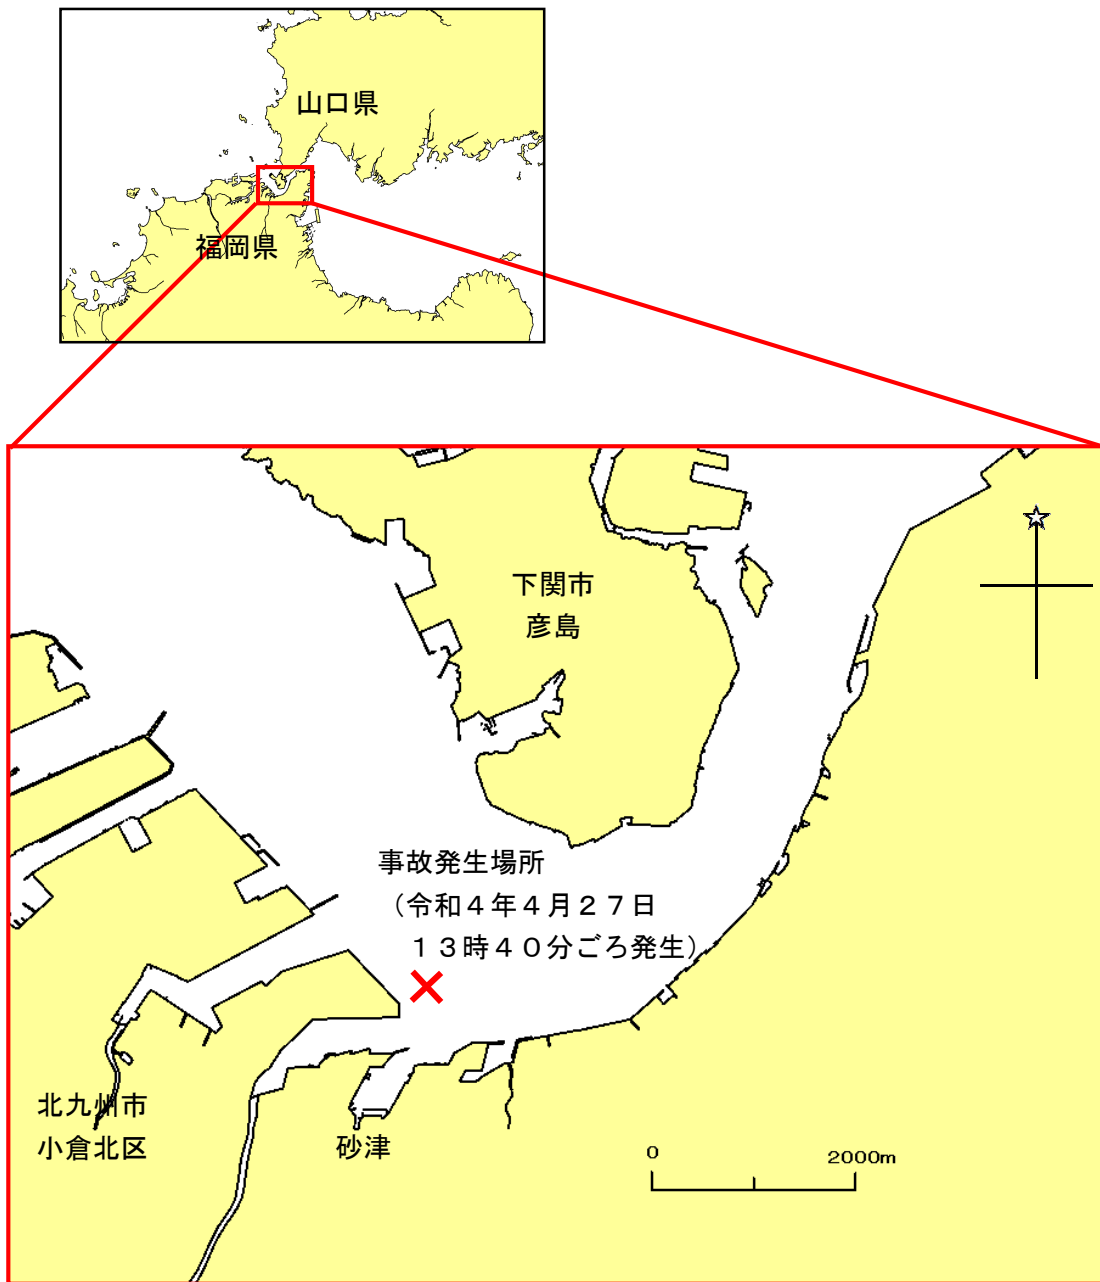 山口県
福岡県
下関市
彦島
事故発生場所
（令和４年４月２７日
１３時４０分ごろ発生）
北九州市
小倉北区
砂津
0 2000m